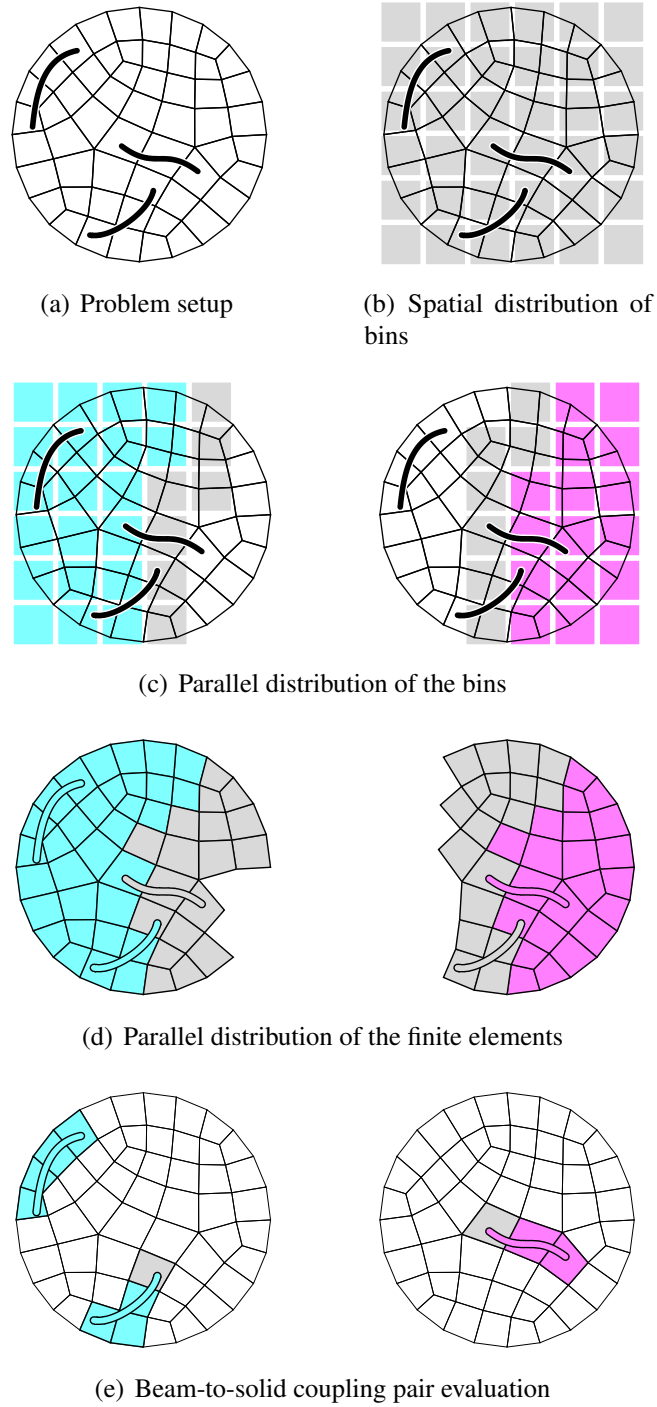 (a) Problem setup
(b) Spatial distribution of
bins
(c) Parallel distribution of the bins
(d) Parallel distribution of the finite elements
(e) Beam-to-solid coupling pair evaluation